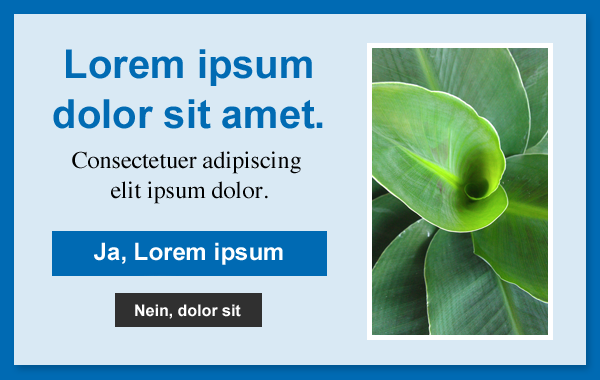 Lorem ipsum
dolor sit amet.
Consectetuer adipiscing
elit ipsum dolor.
Ja, Lorem ipsum
Nein, dolor sit